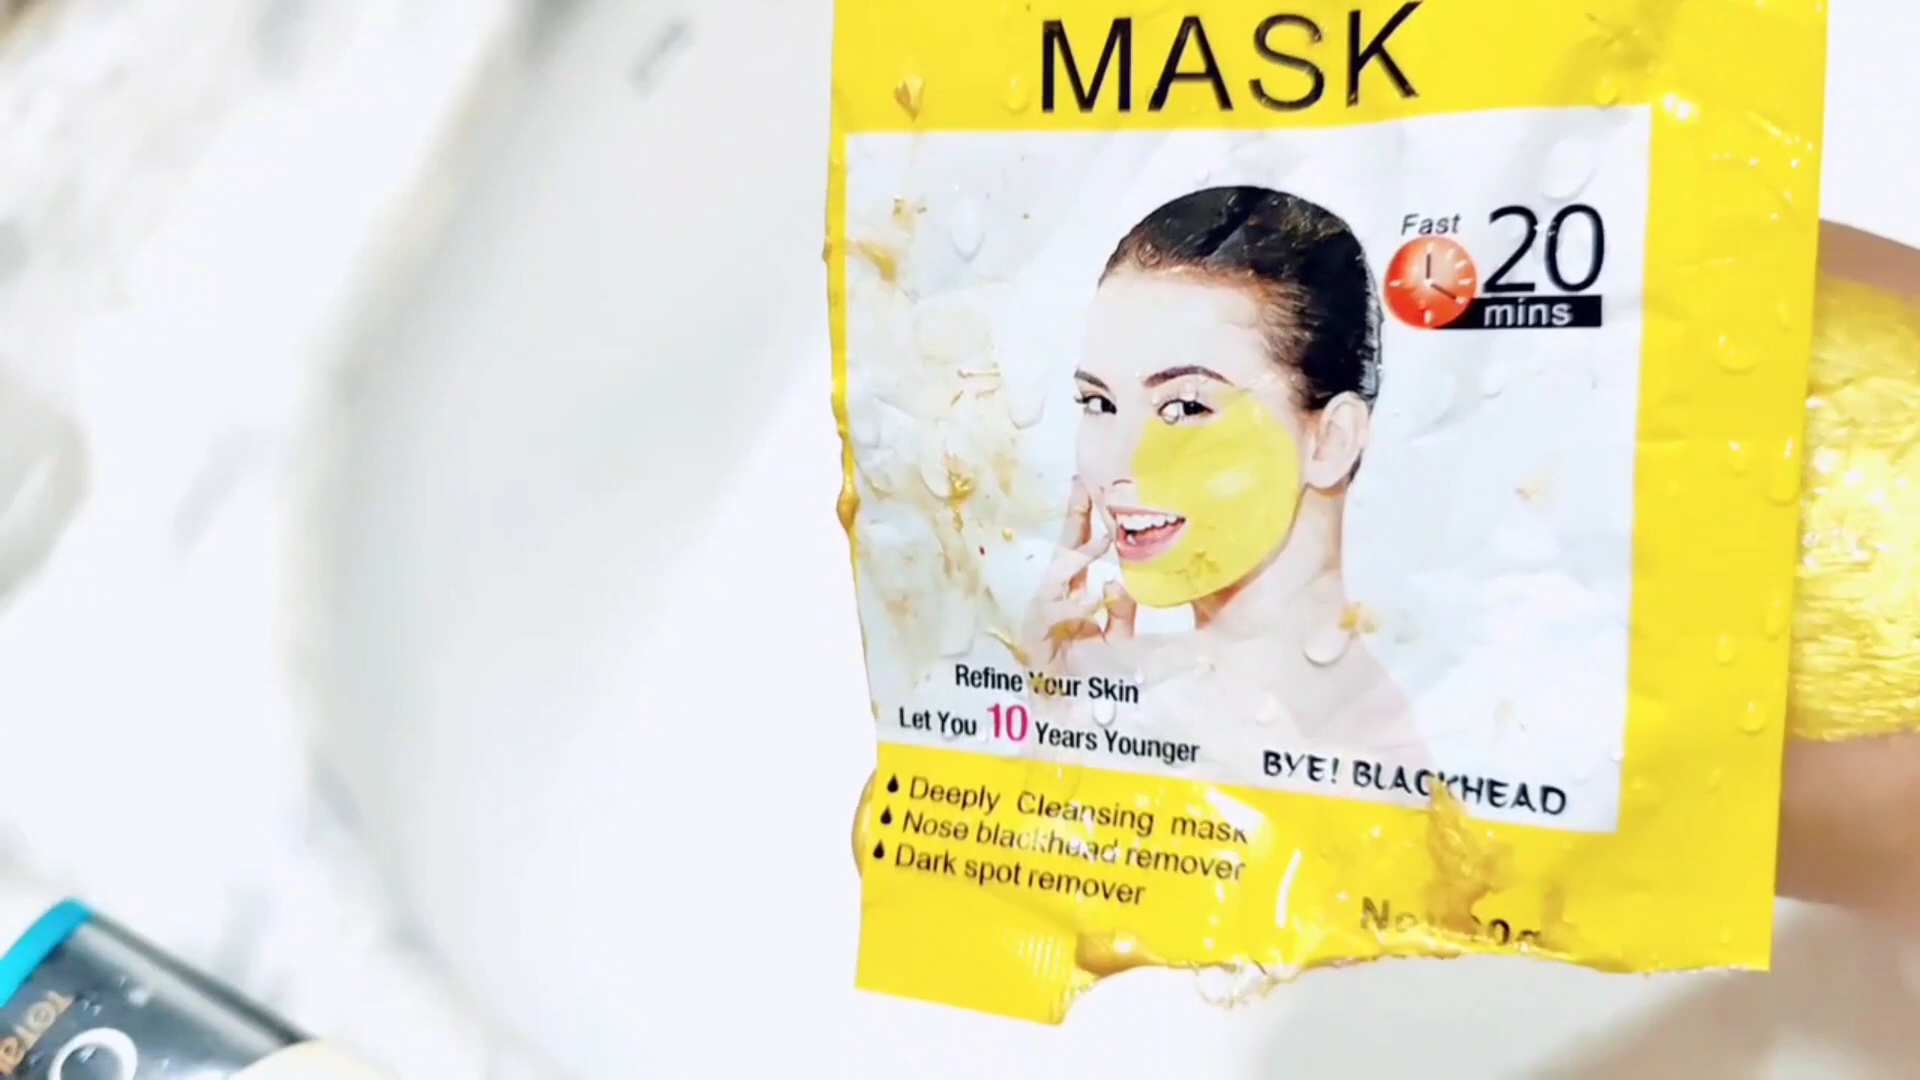 MASK
Fast
20
mins
Refine Your Skin
Let You 10 Years Younger
BYE! BLACKHEAD
Deeply Cleansing mask
Nose blackhead remover
Dark spot remover